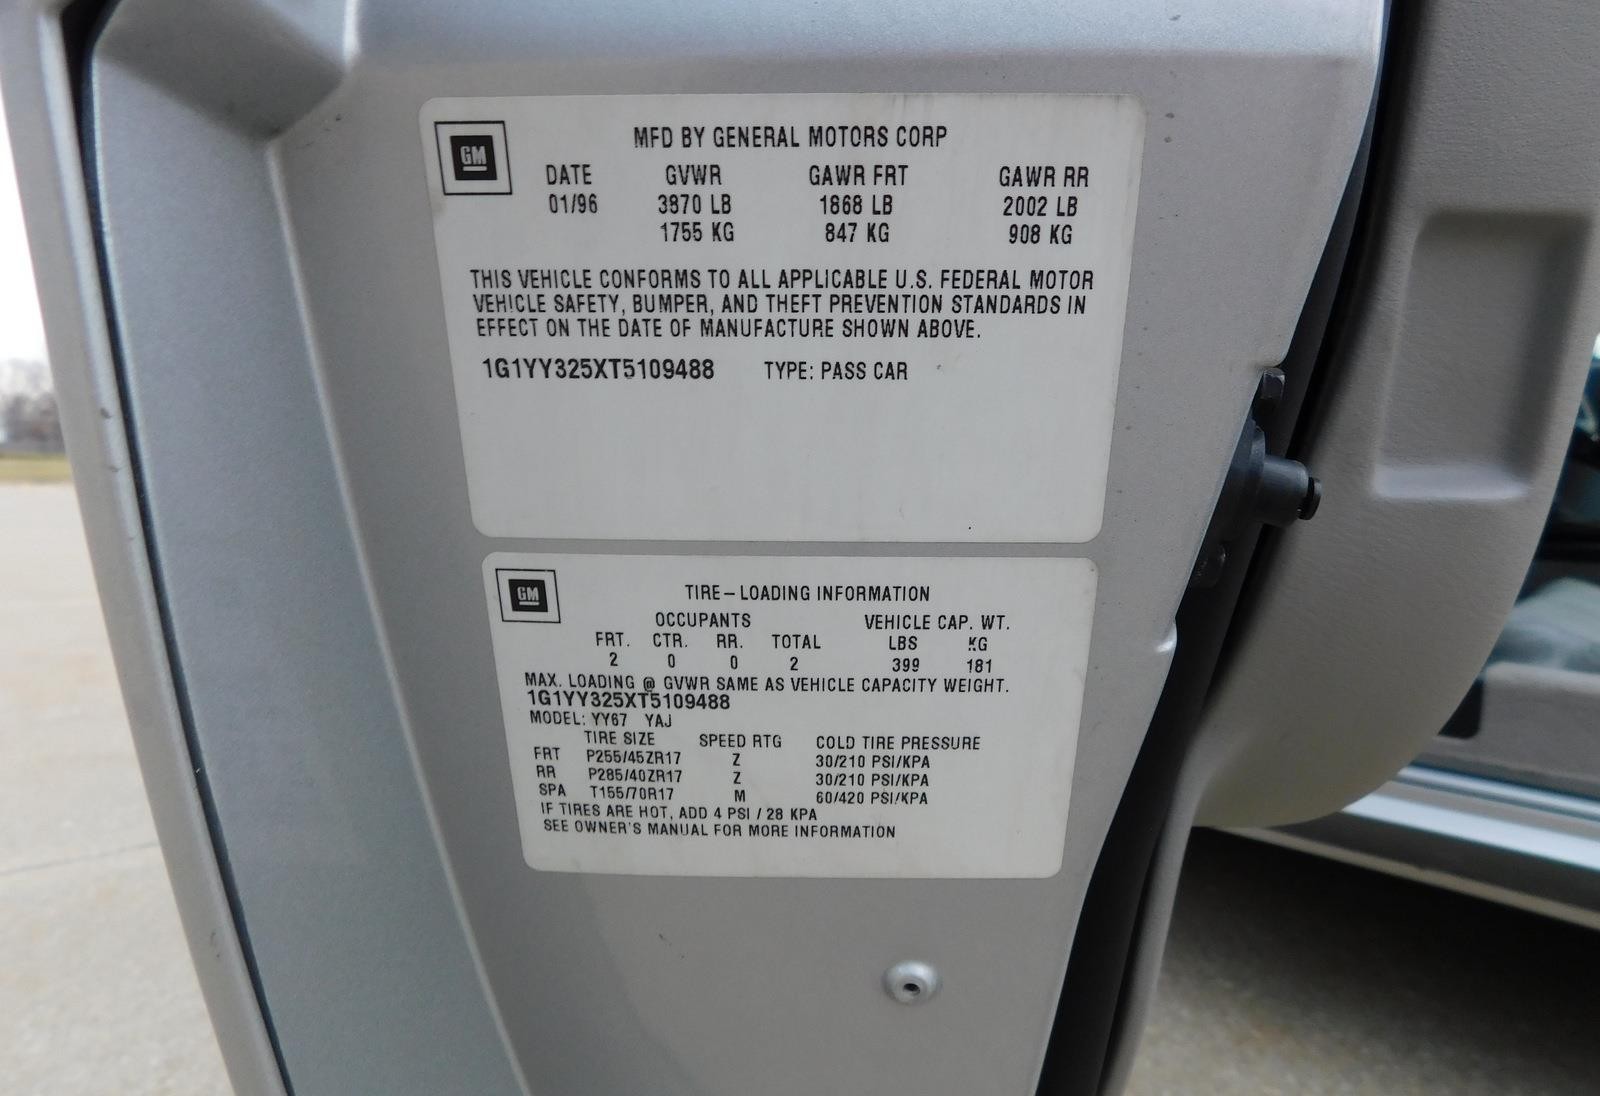 GM
MFD BY GENERAL MOTORS CORP
DATE GVWR GAWR FRT GAWR RR
01/96 3870 LB 1868 LB 2002 LB
1755 KG 847 KG 908 KG
THIS VEHICLE CONFORMS TO ALL APPLICABLE U.S. FEDERAL MOTOR
VEHICLE SAFETY, BUMPER, AND THEFT PREVENTION STANDARDS IN
EFFECT ON THE DATE OF MANUFACTURE SHOWN ABOVE.
1G1YY325XT5109488 TYPE: PASS CAR
GM
TIRE-LOADING INFORMATION
OCCUPANTS VEHICLE CAP. WT.
FRT. CTR. RR. TOTAL LBS KG
2 0 0 2 399 181
MAX. LOADING @ GVWR SAME AS VEHICLE CAPACITY WEIGHT.
1G1YY325XT5109488
MODEL: YY67 YAJ
TIRE SIZE SPEED RTG COLD TIRE PRESSURE
FRT P255/45ZR17 Z 30/210 PSI/KPA
RR P285/40ZR17 Z 30/210 PSI/KPA
SPA T155/70R17 M 60/420 PSI/KPA
IF TIRES ARE HOT, ADD 4 PSI / 28 KPA
SEE OWNER'S MANUAL FOR MORE INFORMATION